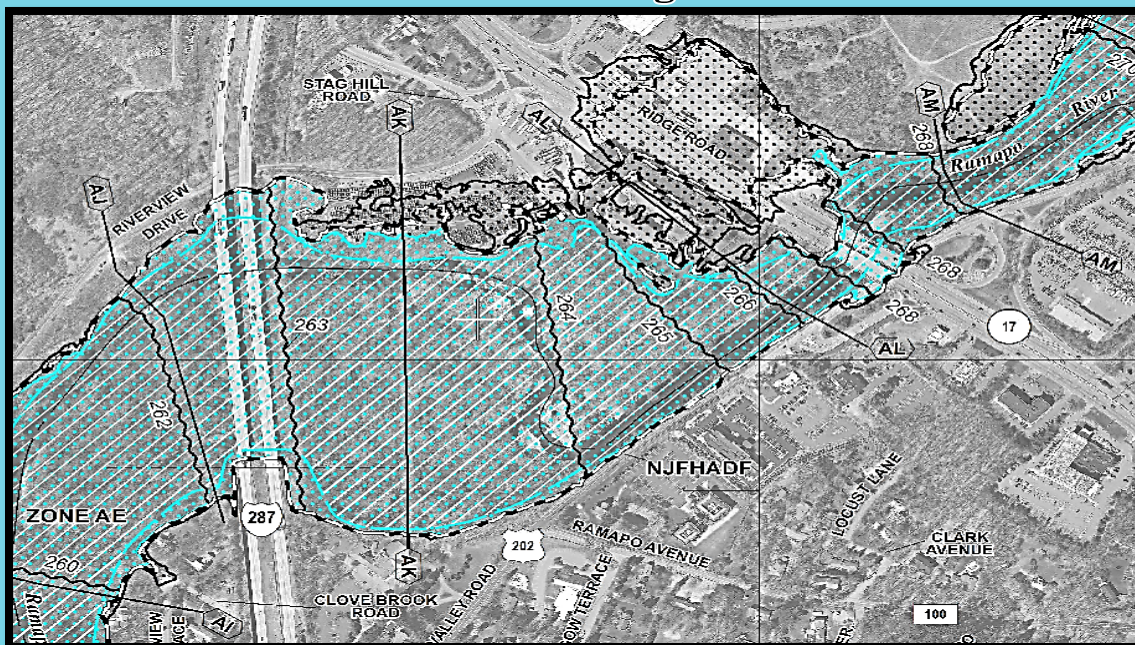 STAG HILL
ROAD
AK
AL
RIDGE ROAD
AM
268
Ramapo
River
270
AJ
RIVERVIEW
DRIVE
AM
268
268
266
265
264
263
262
17
AL
NJFHADF
ZONE AE
287
202
RAMAPO AVENUE
LOCUST LANE
CLARK
AVENUE
260
AK
CLOVE BROOK
ROAD
VALLEY ROAD
AI
100